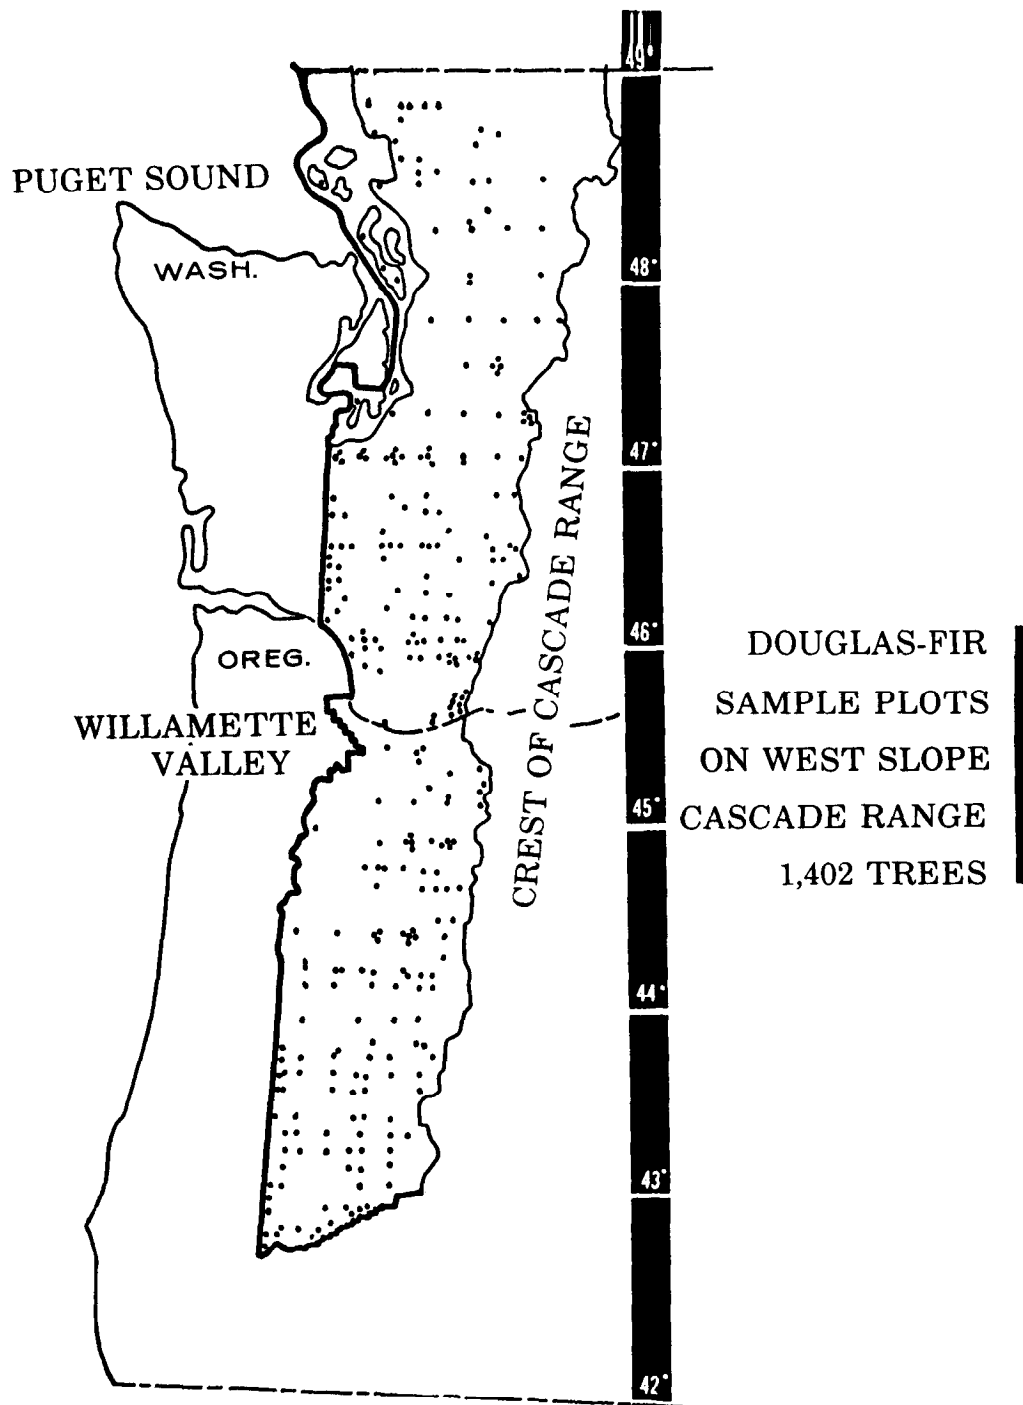 49°
PUGET SOUND
WASH.
48°
47°
CREST OF CASCADE RANGE
46°
OREG.
WILLAMETTE
VALLEY
DOUGLAS-FIR
SAMPLE PLOTS
ON WEST SLOPE
CASCADE RANGE
1,402 TREES
45°
44°
43°
42°